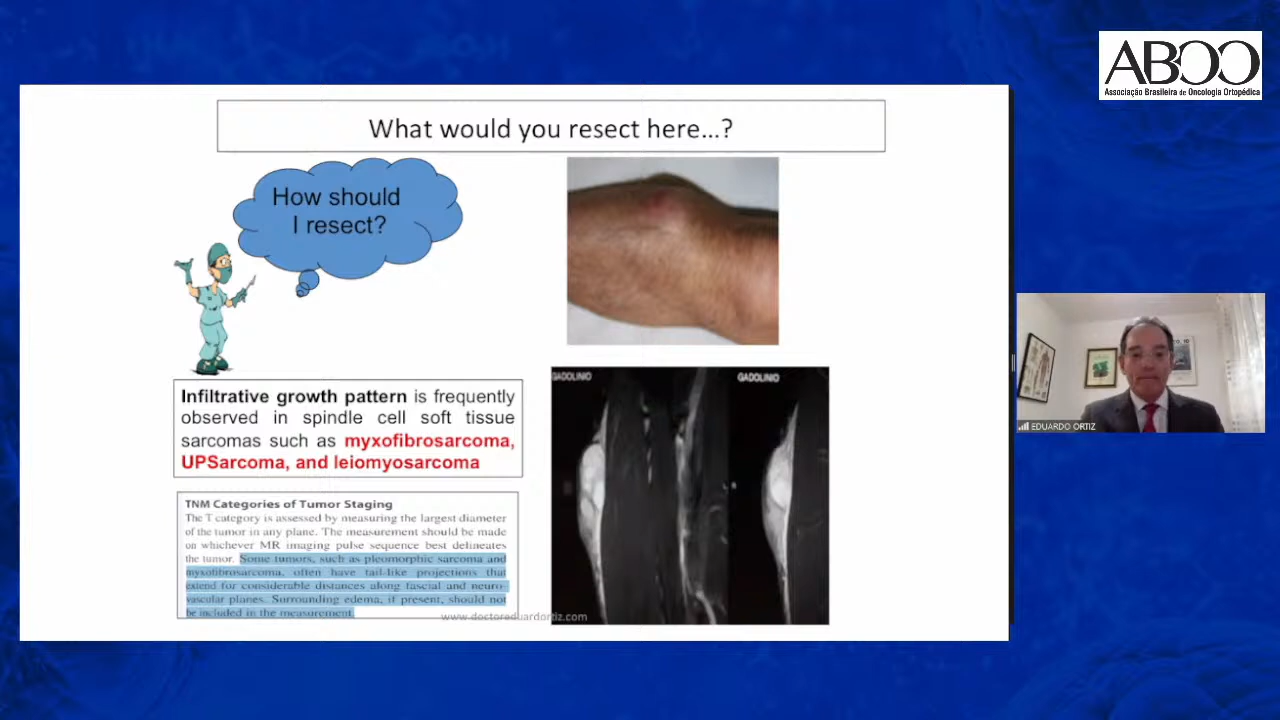 ABOO
Associação Brasileira de Oncologia Ortopédica
What would you resect here...?
How should
I resect?
Infiltrative growth pattern is frequently
observed in spindle cell soft tissue
sarcomas such as myxofibrosarcoma,
UPSarcoma, and leiomyosarcoma
TNM Categories of Tumor Staging
The T category is assessed by measuring the largest diameter
of the tumor in any plane. The measurement should be made
on whichever MR imaging pulse sequence best delineates
the tumor. Some tumors, such as pleomorphic sarcoma and
myxofibrosarcoma, often have tail-like projections that
extend for considerable distances along fascial and neuro-
vascular planes. Surrounding edema, if present, should not
be included in the measurement.
www.doctoreduardortiz.com
GADOLINIO
GADOLINIO
EDUARDO ORTIZ